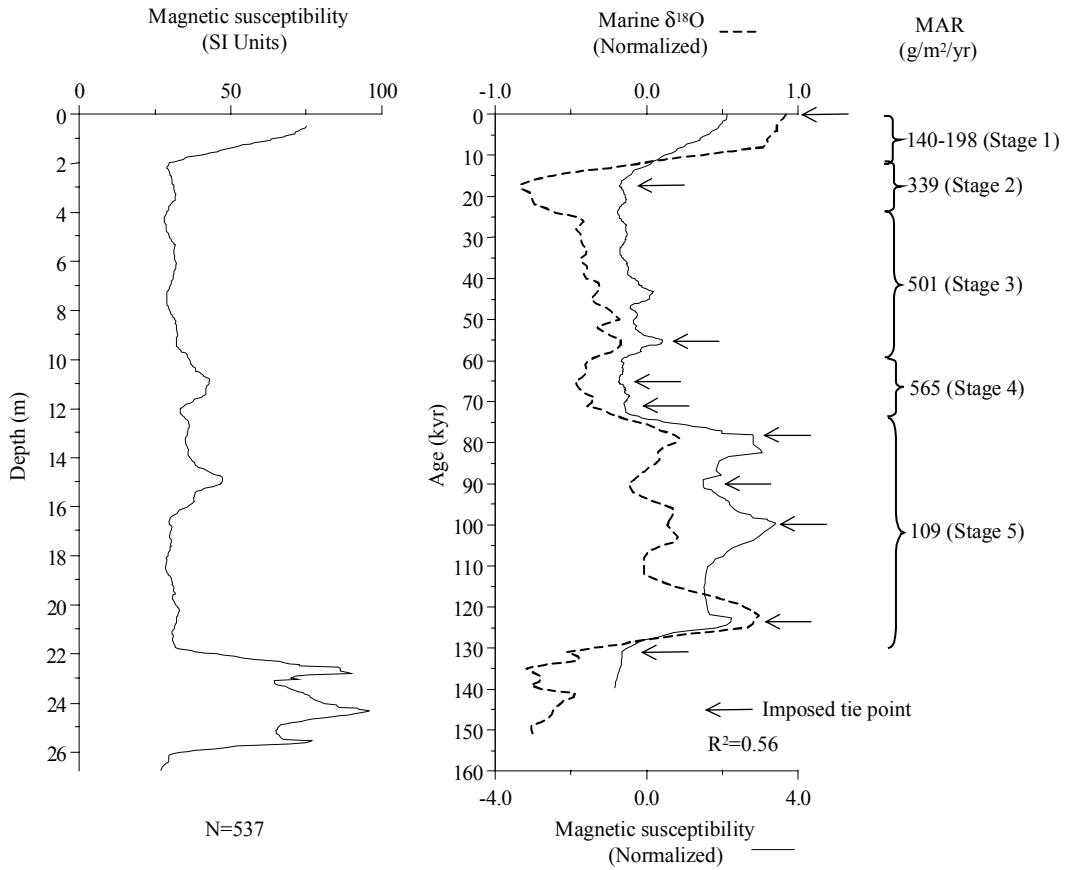 Magnetic susceptibility
(SI Units)
0 50 100
Depth (m)
0
2
4
6
8
10
12
14
16
18
20
22
24
26
N=537
Marine δ¹⁸O
(Normalized)
-1.0 0.0 1.0
Age (kyr)
0
10
20
30
40
50
60
70
80
90
100
110
120
130
140
150
160
-4.0 0.0 4.0
Magnetic susceptibility
(Normalized)
Imposed tie point
R²=0.56
MAR
(g/m²/yr)
140-198 (Stage 1)
339 (Stage 2)
501 (Stage 3)
565 (Stage 4)
109 (Stage 5)